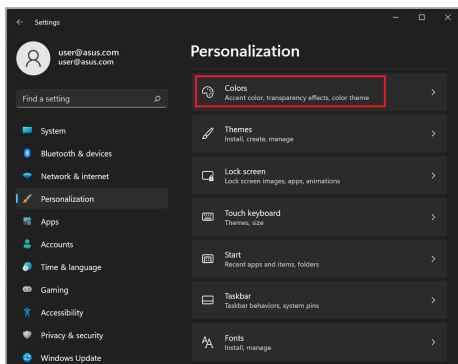 Settings
user@asus.com
user@asus.com
Find a setting
System
Bluetooth & devices
Network & internet
Personalization
Apps
Accounts
Time & language
Gaming
Accessibility
Privacy & security
Windows Update
Personalization
Colors
Accent color, transparency effects, color theme
Themes
Install, create, manage
Lock screen
Lock screen images, apps, animations
Touch keyboard
Themes, size
Start
Recent apps and items, folders
Taskbar
Taskbar behaviors, system pins
Fonts
Install, manage